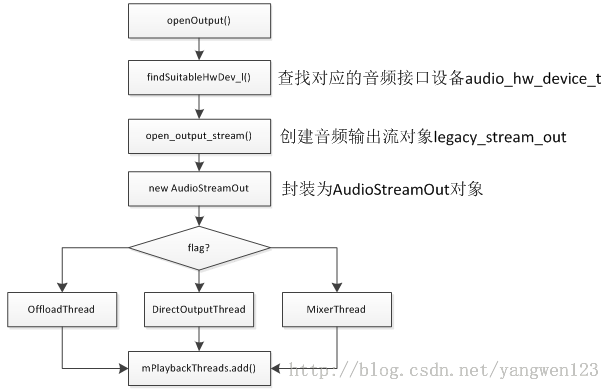 openOutput()
findSuitableHwDev_l()
查找对应的音频接口设备audio_hw_device_t
open_output_stream()
创建音频输出流对象legacy_stream_out
new AudioStreamOut
封装为AudioStreamOut对象
flag?
OffloadThread
DirectOutputThread
MixerThread
mPlaybackThreads.add()
http://blog.csdn.net/yangwen123